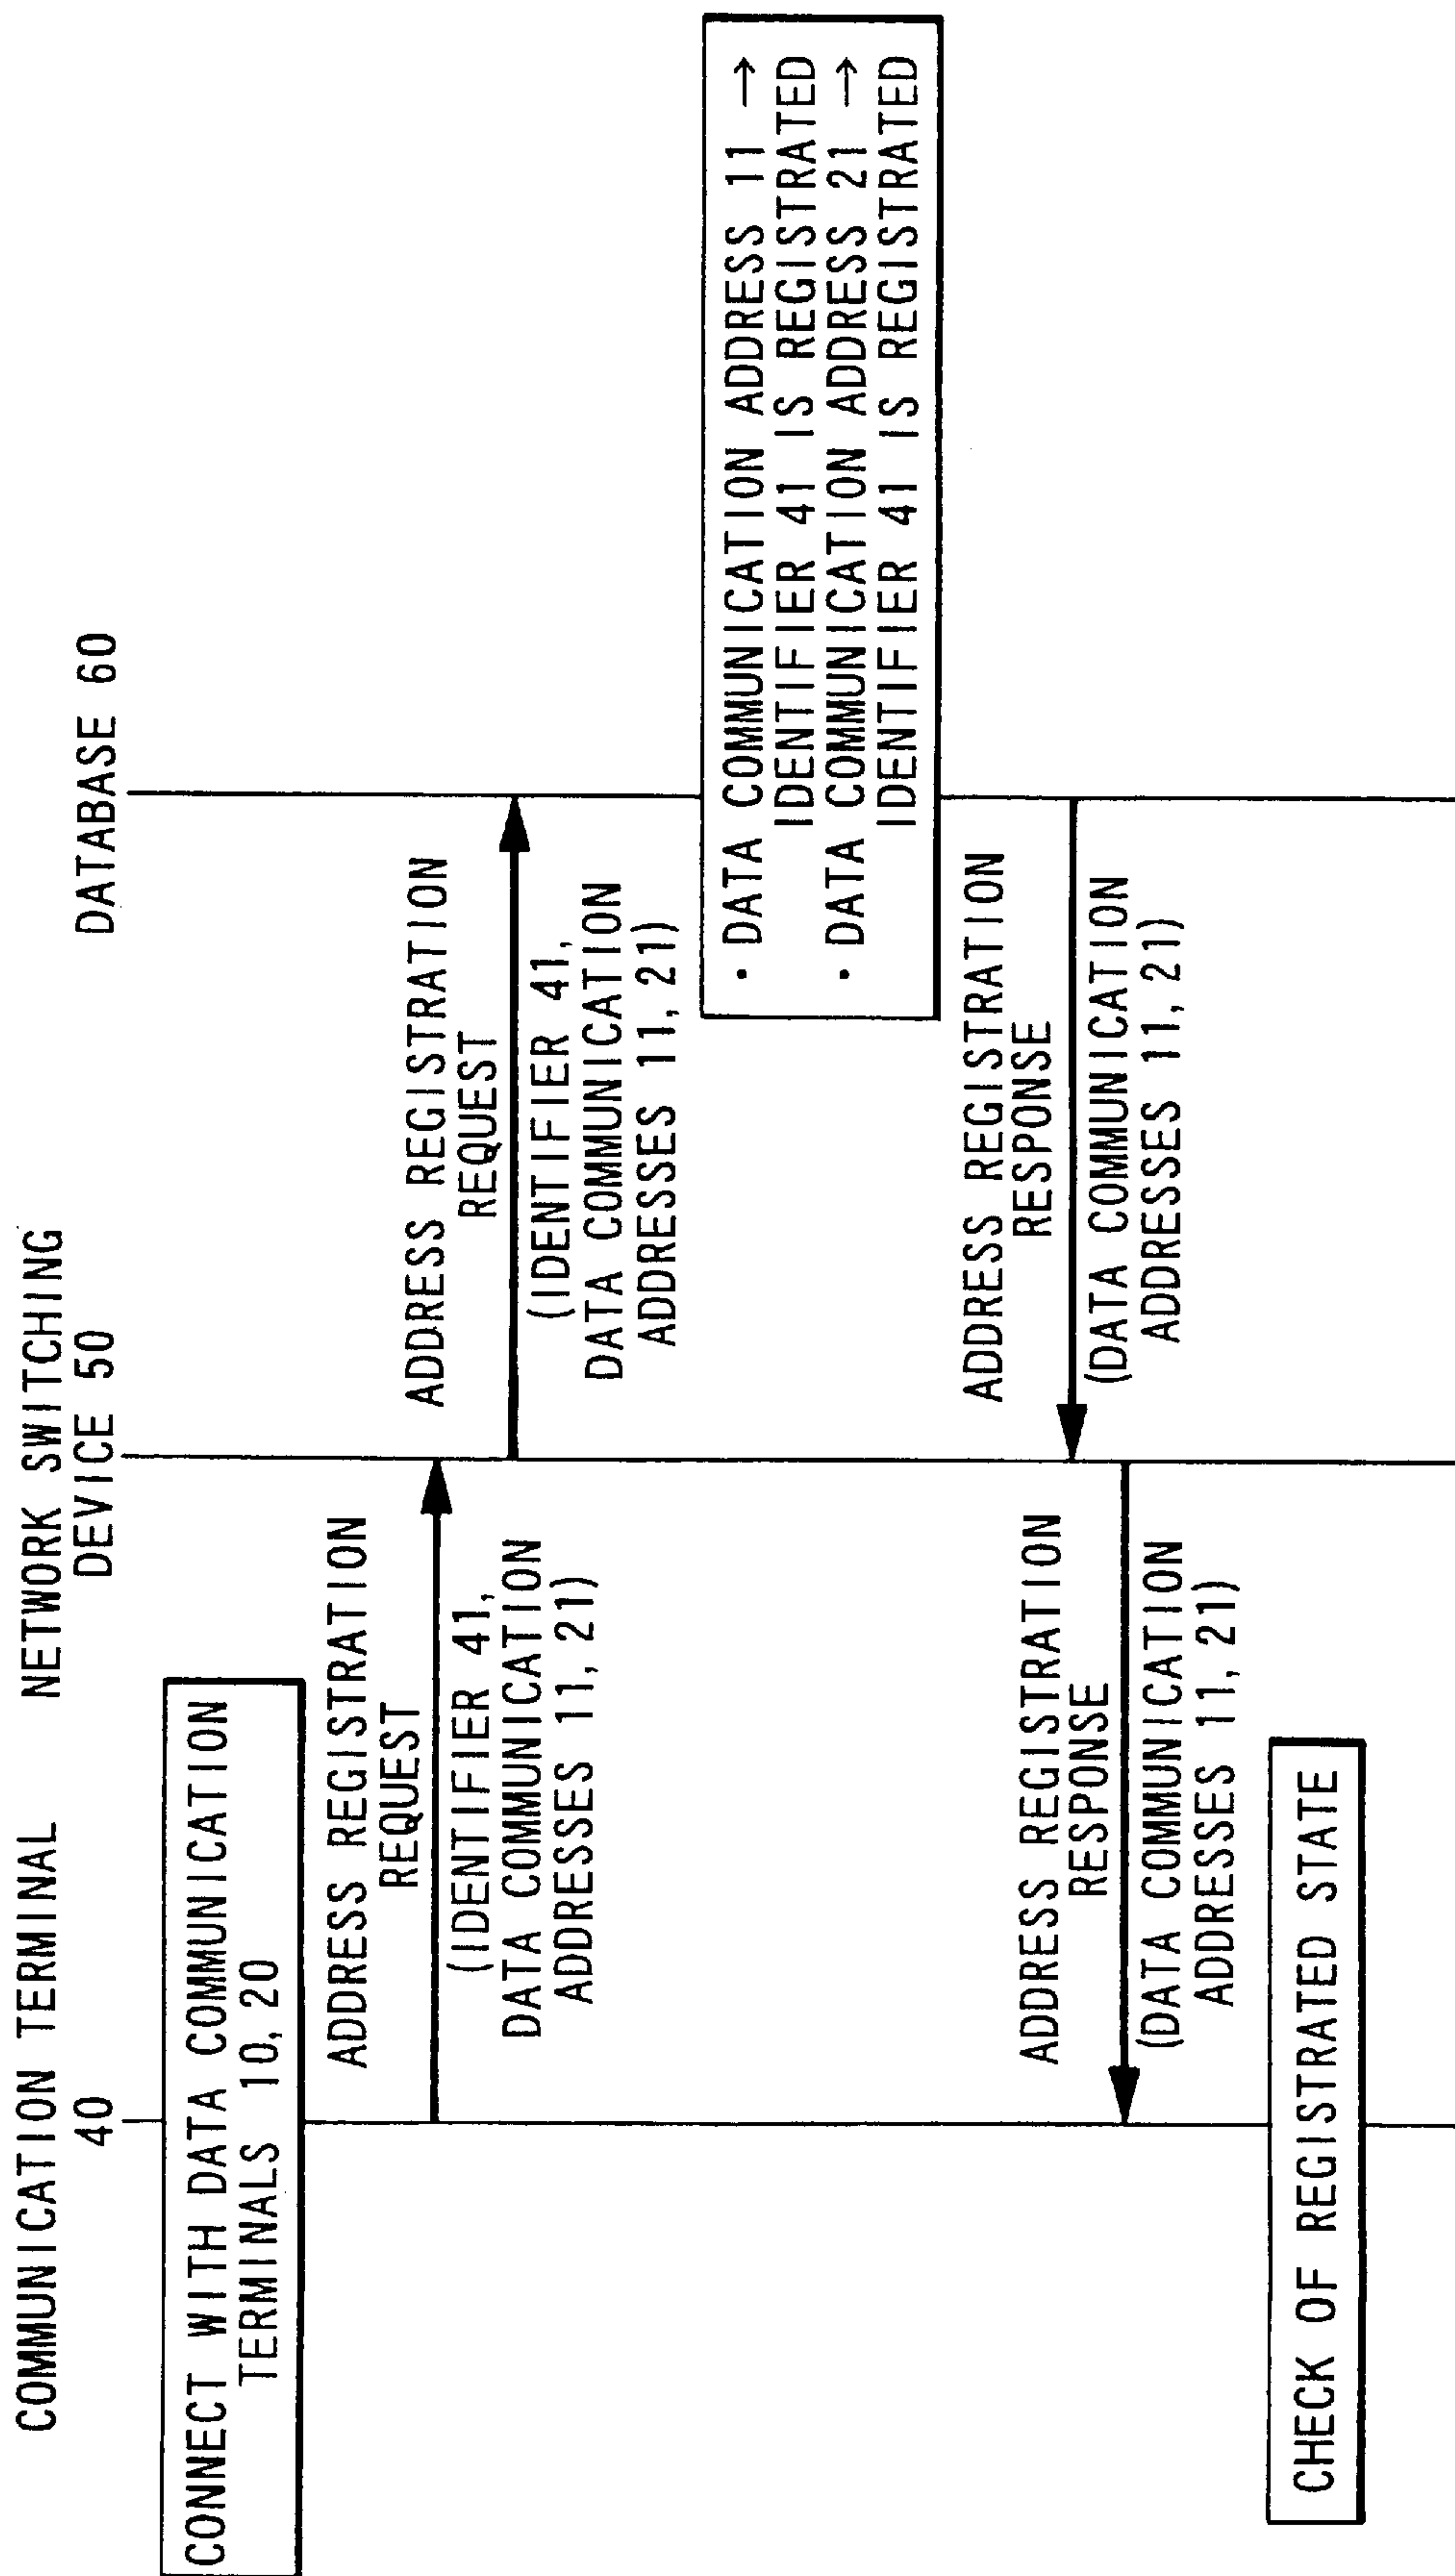 COMMUNICATION TERMINAL
40
NETWORK SWITCHING
DEVICE 50
DATABASE 60
CONNECT WITH DATA COMMUNICATION
TERMINALS 10, 20
ADDRESS REGISTRATION
REQUEST
(IDENTIFIER 41,
DATA COMMUNICATION
ADDRESSES 11, 21)
ADDRESS REGISTRATION
REQUEST
(IDENTIFIER 41,
DATA COMMUNICATION
ADDRESSES 11, 21)
• DATA COMMUNICATION ADDRESS 11 →
IDENTIFIER 41 IS REGISTRATED
• DATA COMMUNICATION ADDRESS 21 →
IDENTIFIER 41 IS REGISTRATED
ADDRESS REGISTRATION
RESPONSE
(DATA COMMUNICATION
ADDRESSES 11, 21)
ADDRESS REGISTRATION
RESPONSE
(DATA COMMUNICATION
ADDRESSES 11, 21)
CHECK OF REGISTRATED STATE